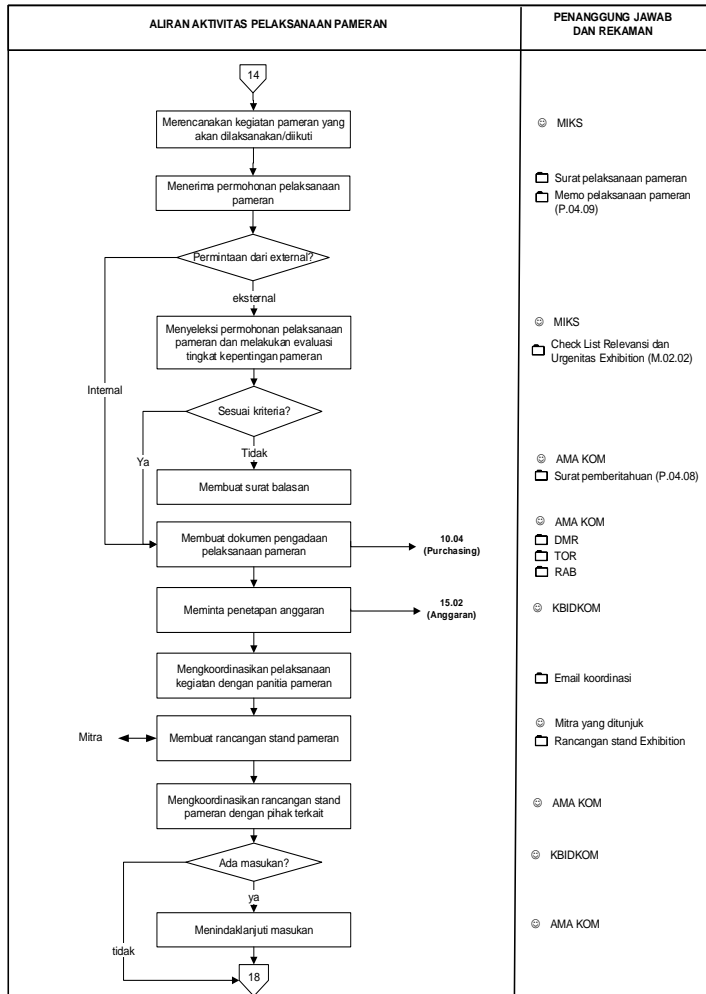 ALIRAN AKTIVITAS PELAKSANAAN PAMERAN
PENANGGUNG JAWAB
DAN REKAMAN
14
Merencanakan kegiatan pameran yang
akan dilaksanakan/diikuti
MIKS
Menerima permohonan pelaksanaan
pameran
Surat pelaksanaan pameran
Memo pelaksanaan pameran
(P.04.09)
Permintaan dari external?
eksternal
Internal
Menyeleksi permohonan pelaksanaan
pameran dan melakukan evaluasi
tingkat kepentingan pameran
MIKS
Check List Relevansi dan
Urgenitas Exhibition (M.02.02)
Sesuai kriteria?
Ya
Tidak
Membuat surat balasan
AMA KOM
Surat pemberitahuan (P.04.08)
Membuat dokumen pengadaan
pelaksanaan pameran
10.04
(Purchasing)
AMA KOM
DMR
TOR
RAB
Meminta penetapan anggaran
15.02
(Anggaran)
KBIDKOM
Mengkoordinasikan pelaksanaan
kegiatan dengan panitia pameran
Email koordinasi
Mitra
Membuat rancangan stand pameran
Mitra yang ditunjuk
Rancangan stand Exhibition
Mengkoordinasikan rancangan stand
pameran dengan pihak terkait
AMA KOM
Ada masukan?
KBIDKOM
ya
Menindaklanjuti masukan
AMA KOM
tidak
18